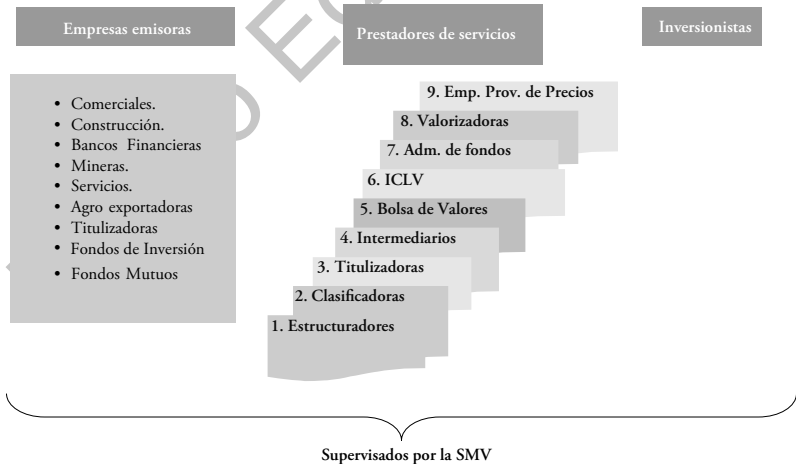 Empresas emisoras
Prestadores de servicios
Inversionistas
• Comerciales.
• Construcción.
• Bancos Financieras
• Mineras.
• Servicios.
• Agro exportadoras
• Titulizadoras
• Fondos de Inversión
• Fondos Mutuos
9. Emp. Prov. de Precios
8. Valorizadoras
7. Adm. de fondos
6. ICLV
5. Bolsa de Valores
4. Intermediarios
3. Titulizadoras
2. Clasificadoras
1. Estructuradores
Supervisados por la SMV